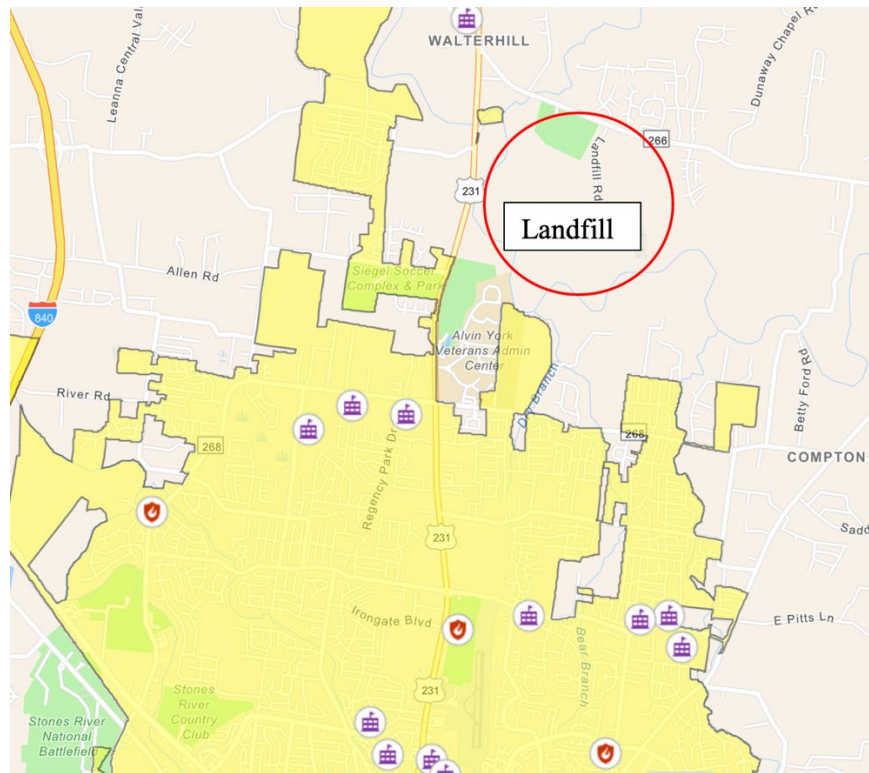 WALTERHILL
Leanna Central Val
Dunaway Chapel R
Landfill Rd
266
231
Landfill
Allen Rd
Siegel Soccer
Complex & Park
840
Alvin York
Veterans Admin
Center
Dry Branch
Betty Ford Rd
River Rd
268
268
Regency Park Dr
COMPTON
Sadd
231
Irongate Blvd
E Pitts Ln
Bear Branch
231
Stones
River
Country
Club
Stones River
National
Battlefield